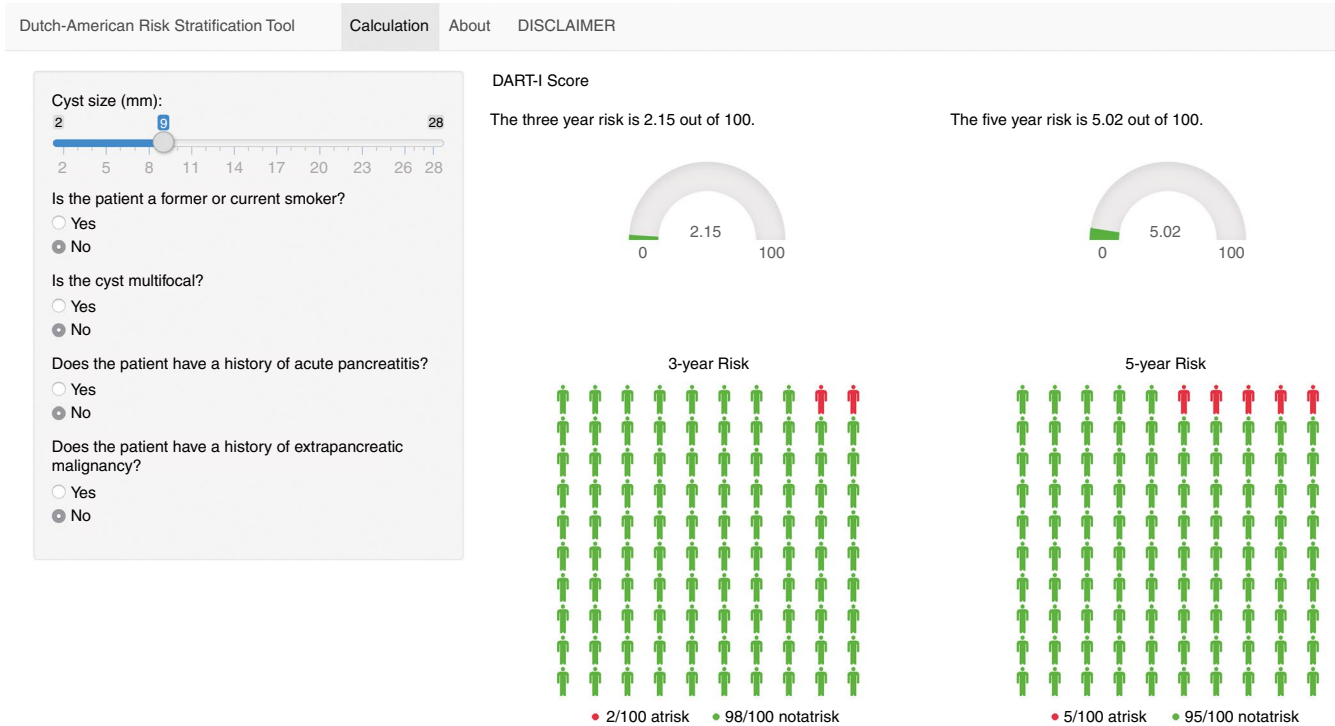 Dutch-American Risk Stratification Tool Calculation About DISCLAIMER
Cyst size (mm):
2 9 28
2 5 8 11 14 17 20 23 26 28
Is the patient a former or current smoker?
Yes
No
Is the cyst multifocal?
Yes
No
Does the patient have a history of acute pancreatitis?
Yes
No
Does the patient have a history of extrapancreatic
malignancy?
Yes
No
DART-I Score
The three year risk is 2.15 out of 100.
2.15
0 100
The five year risk is 5.02 out of 100.
5.02
0 100
3-year Risk
2/100 atrisk 98/100 notatrisk
5-year Risk
5/100 atrisk 95/100 notatrisk